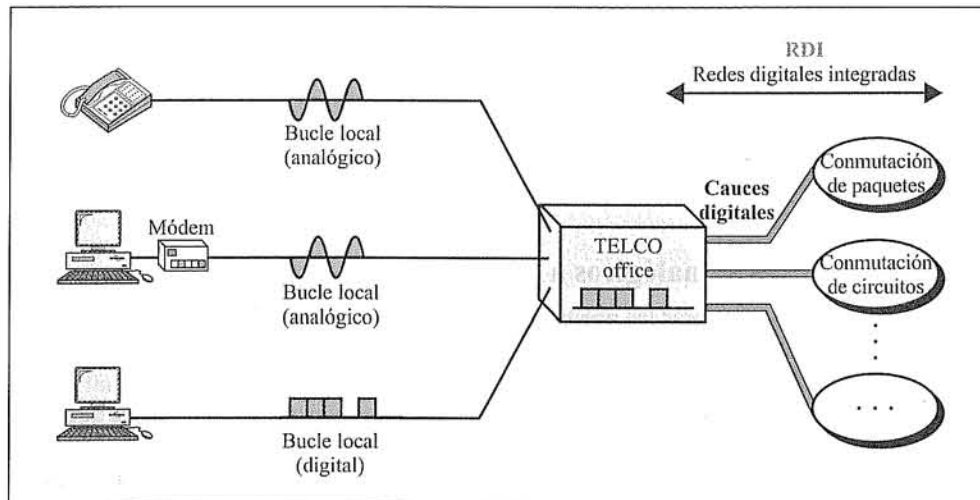 RDI
Redes digitales integradas
Bucle local
(analógico)
Módem
Bucle local
(analógico)
Bucle local
(digital)
TELCO
office
Cauces
digitales
Conmutación
de paquetes
Conmutación
de circuitos